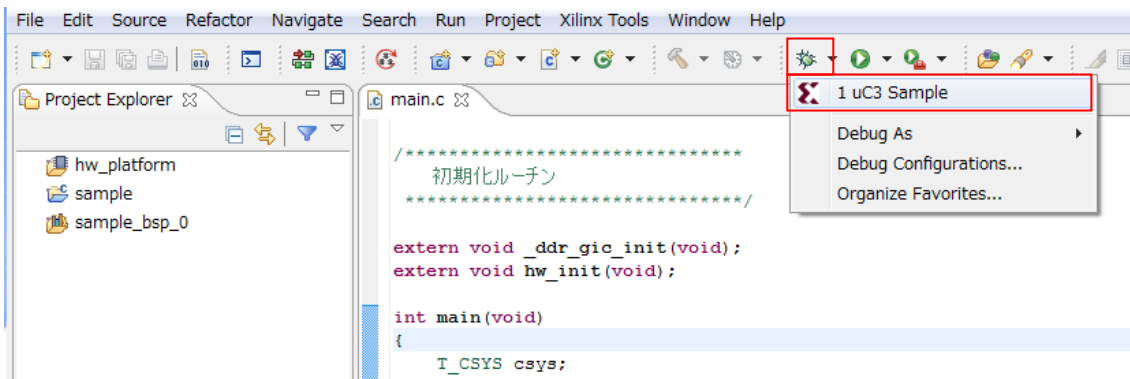 File Edit Source Refactor Navigate Search Run Project Xilinx Tools Window Help
Project Explorer
main.c
1 uC3 Sample
Debug As
Debug Configurations...
Organize Favorites...
hw_platform
sample
sample_bsp_0
/*******************************
初期化ルーチン
*******************************/
extern void _ddr_gic_init(void);
extern void hw_init(void);
int main(void)
{
T_CSYS csys;